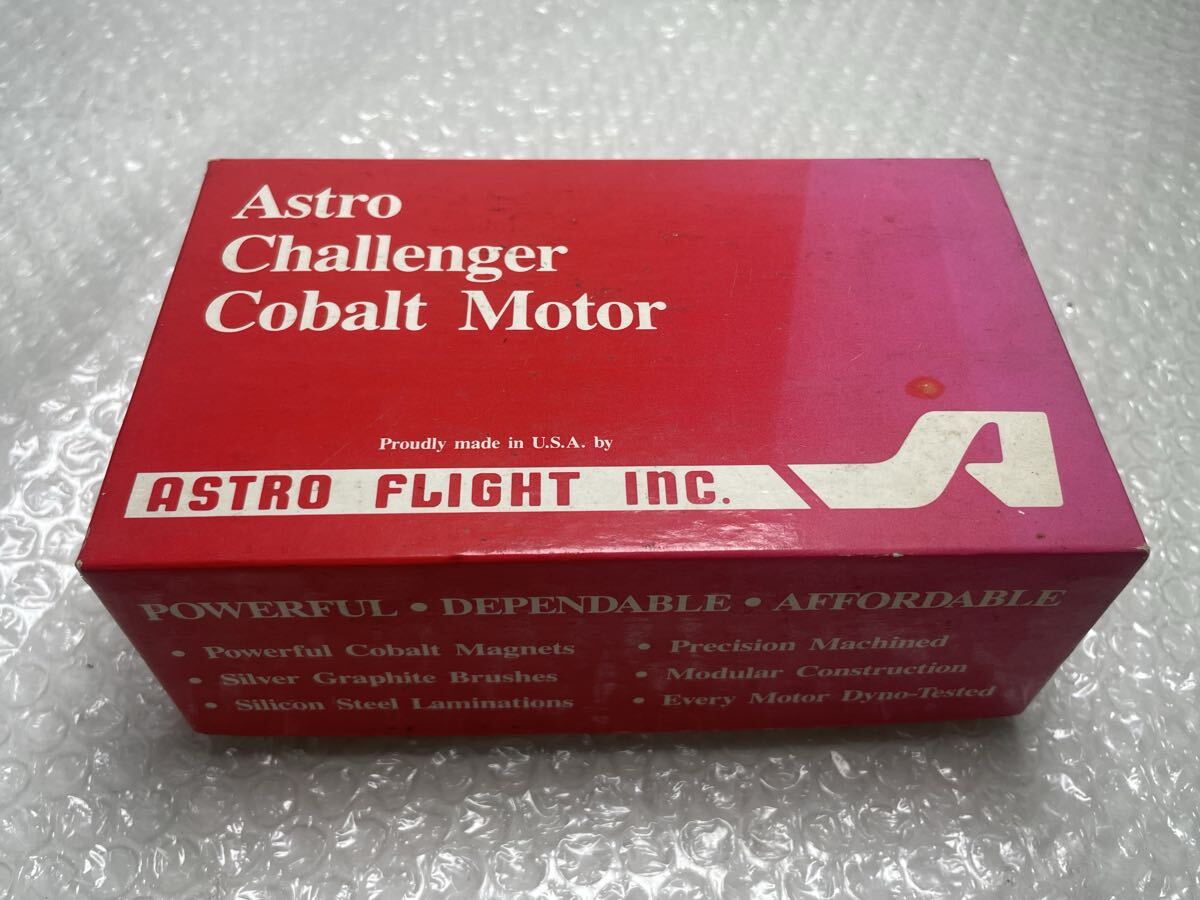 Astro
Challenger
Cobalt Motor
Proudly made in U.S.A. by
ASTRO FLIGHT INC.
POWERFUL • DEPENDABLE • AFFORDABLE
• Powerful Cobalt Magnets
• Silver Graphite Brushes
• Silicon Steel Laminations
• Precision Machined
• Modular Construction
• Every Motor Dyno-Tested